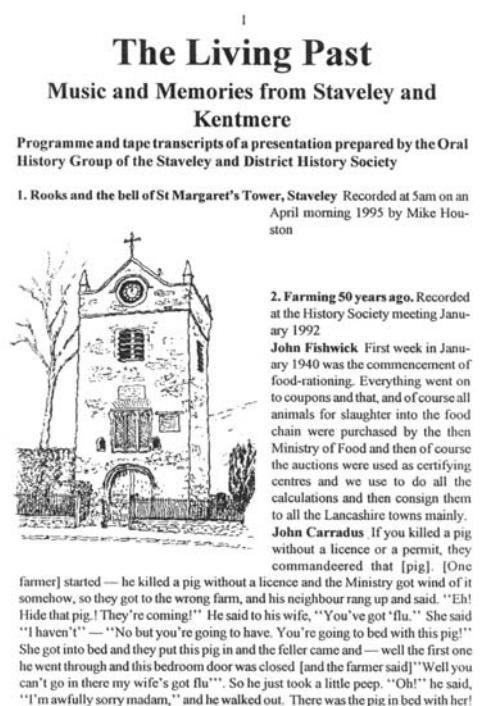 1
The Living Past
Music and Memories from Staveley and
Kentmere
Programme and tape transcripts of a presentation prepared by the Oral
History Group of the Staveley and District History Society
1. Rooks and the bell of St Margaret's Tower, Staveley Recorded at 5am on an
April morning 1995 by Mike Hou-
ston
2. Farming 50 years ago. Recorded
at the History Society meeting Janu-
ary 1992
John Fishwick First week in Janu-
ary 1940 was the commencement of
food-rationing. Everything went on
to coupons and that, and of course all
animals for slaughter into the food
chain were purchased by the then
Ministry of Food and then of course
the auctions were used as certifying
centres and we use to do all the
calculations and then consign them
to all the Lancashire towns mainly.
John Carradus If you killed a pig
without a licence or a permit, they
commandeered that [pig]. [One
farmer] started — he killed a pig without a licence and the Ministry got wind of it
somehow, so they got to the wrong farm, and his neighbour rang up and said. "Eh!
Hide that pig.! They're coming!" He said to his wife, "You've got 'flu." She said
"I haven't" — "No but you're going to have. You're going to bed with this pig!"
She got into bed and they put this pig in and the feller came and — well the first one
he went through and this bedroom door was closed [and the farmer said]"Well you
can't go in there my wife's got flu"'. So he just took a little peep. "Oh!" he said,
"I'm awfully sorry madam," and he walked out. There was the pig in bed with her!